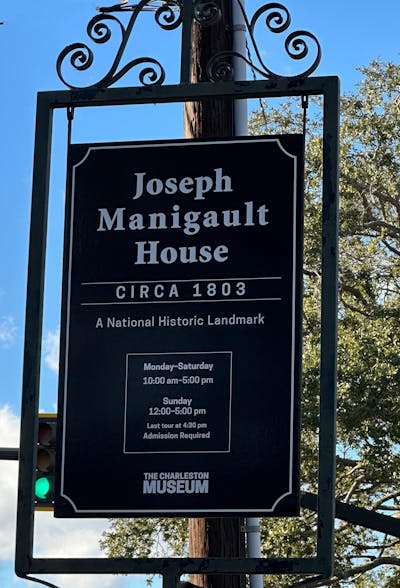 Joseph
Manigault
House
CIRCA 1803
A National Historic Landmark
Monday-Saturday
10:00 am-5:00 pm
Sunday
12:00-5:00 pm
Last tour at 4:30 pm
Admission Required
THE CHARLESTON
MUSEUM